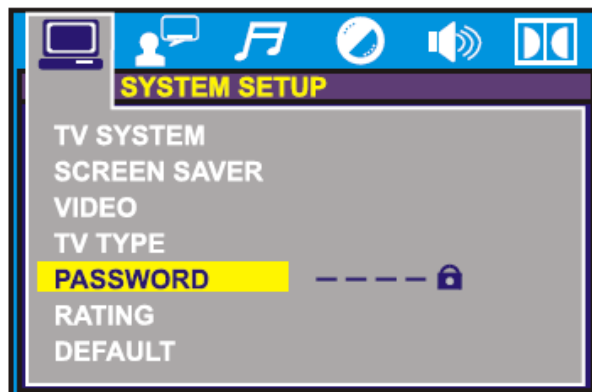 SYSTEM SETUP
TV SYSTEM
SCREEN SAVER
VIDEO
TV TYPE
PASSWORD – – – –
RATING
DEFAULT